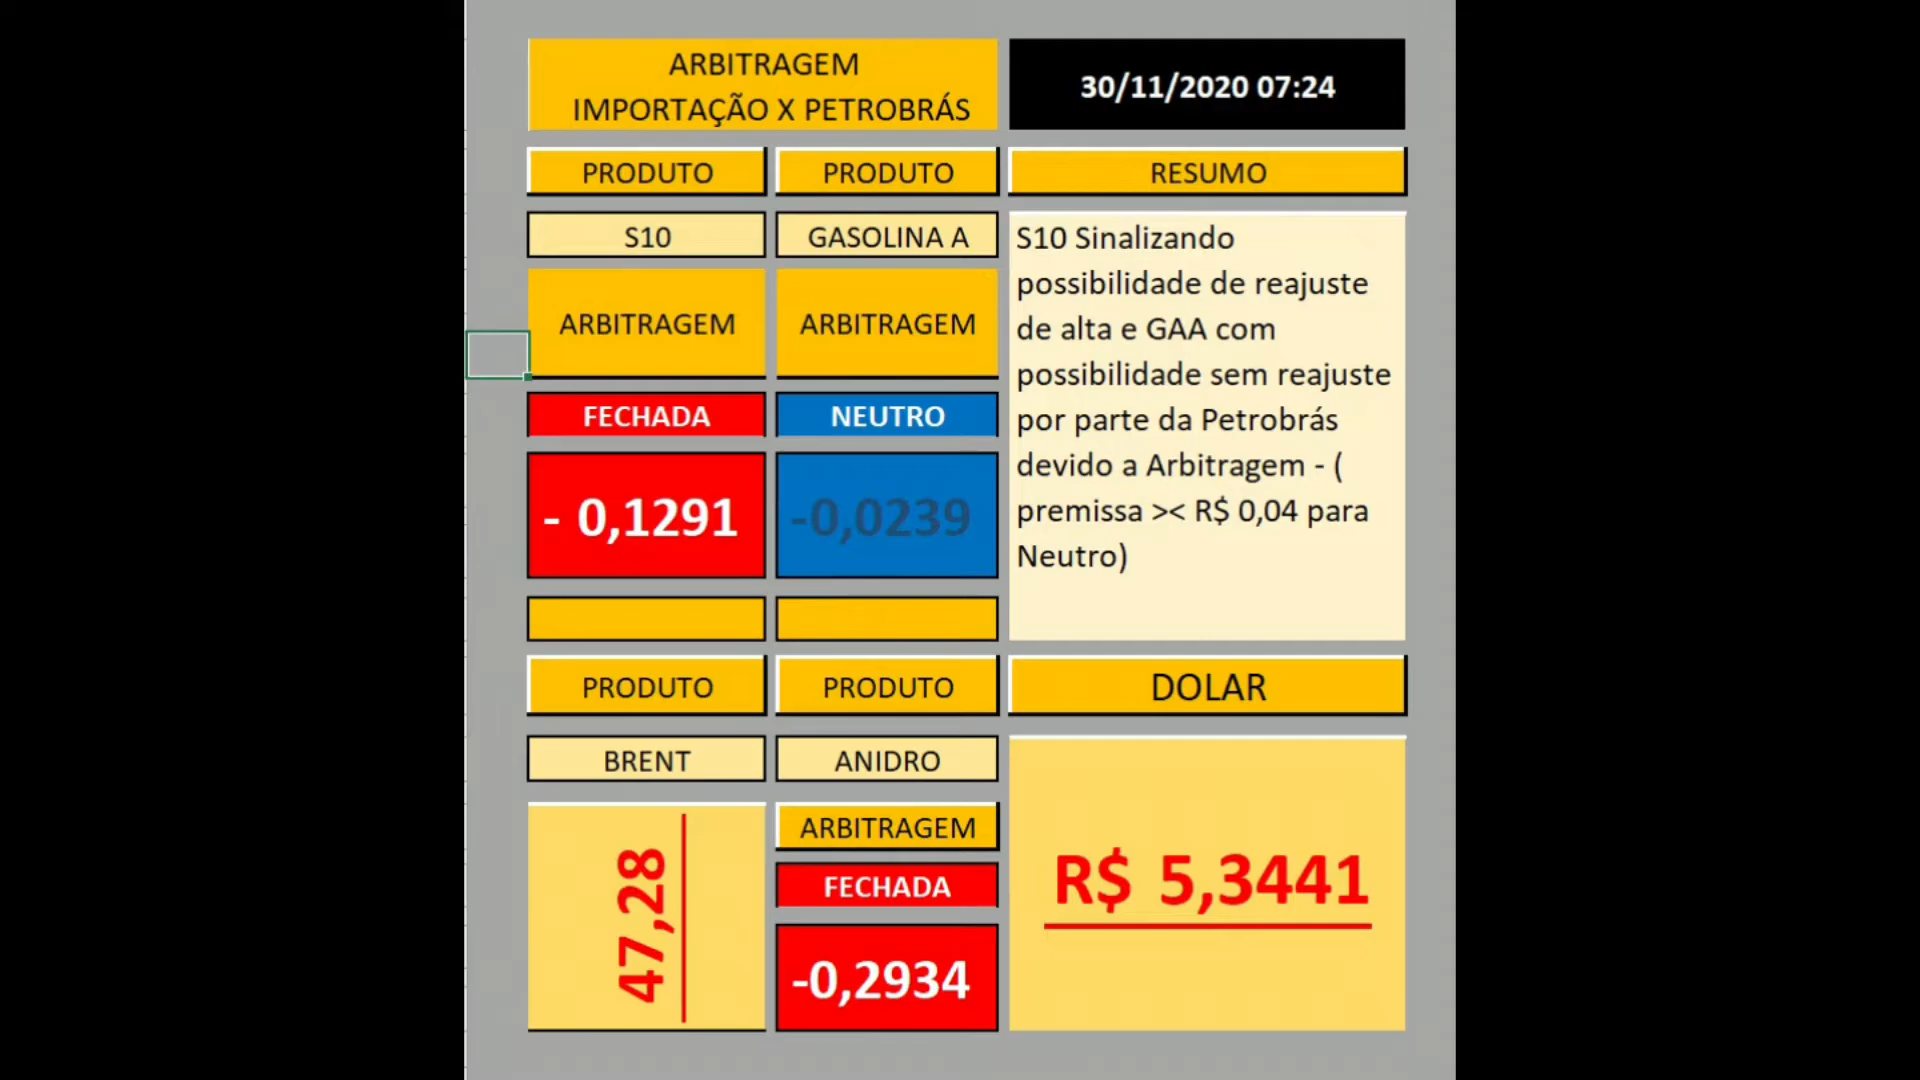 ARBITRAGEM
IMPORTAÇÃO X PETROBRÁS
30/11/2020 07:24
PRODUTO
PRODUTO
RESUMO
S10
GASOLINA A
ARBITRAGEM
ARBITRAGEM
FECHADA
NEUTRO
- 0,1291
-0,0239
S10 Sinalizando
possibilidade de reajuste
de alta e GAA com
possibilidade sem reajuste
por parte da Petrobrás
devido a Arbitragem - (
premissa >< R$ 0,04 para
Neutro)
PRODUTO
PRODUTO
DOLAR
BRENT
ANIDRO
47,28
ARBITRAGEM
FECHADA
-0,2934
R$ 5,3441